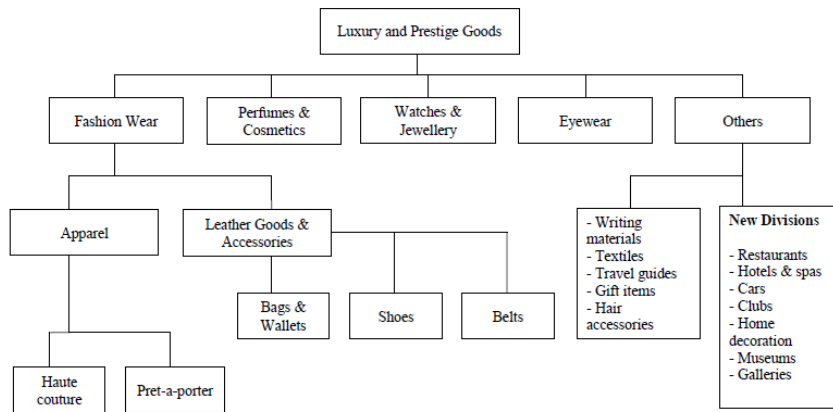 Luxury and Prestige Goods
Fashion Wear
Perfumes &
Cosmetics
Watches &
Jewellery
Eyewear
Others
Apparel
Leather Goods &
Accessories
- Writing
materials
- Textiles
- Travel guides
- Gift items
- Hair
accessories
New Divisions
- Restaurants
- Hotels & spas
- Cars
- Clubs
- Home
decoration
- Museums
- Galleries
Bags &
Wallets
Shoes
Belts
Haute
couture
Pret-a-porter